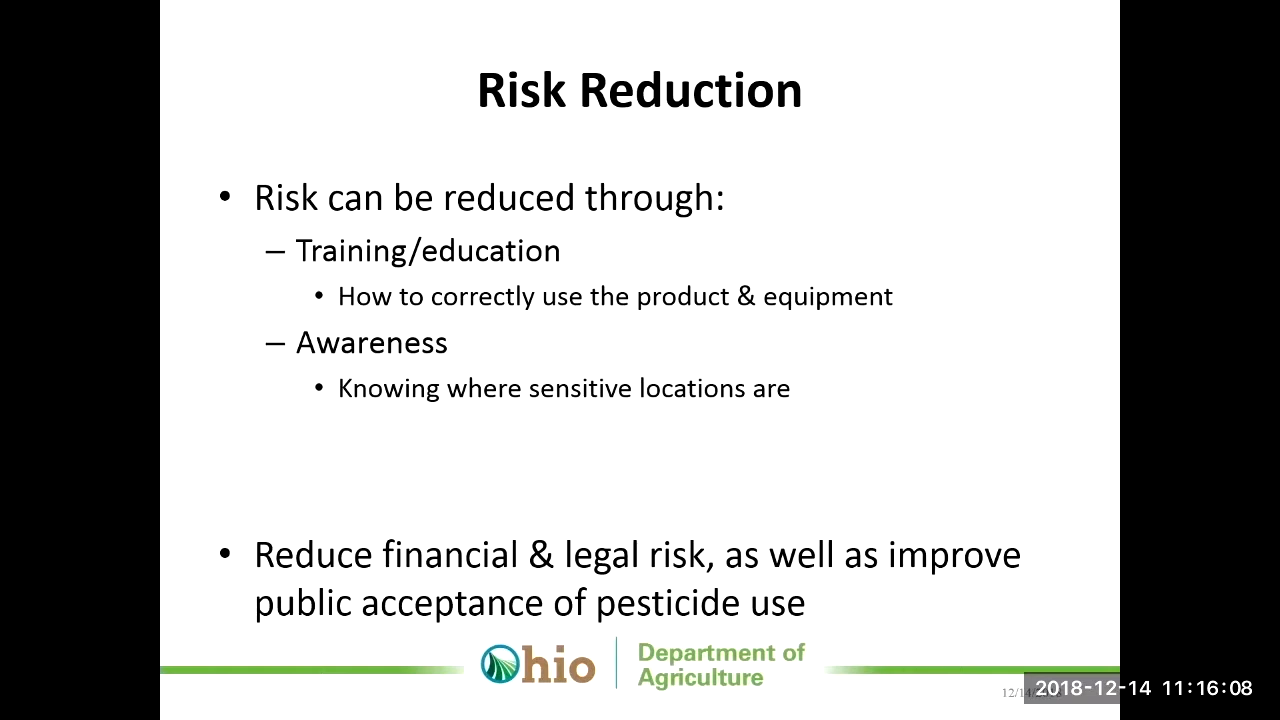 Risk Reduction
• Risk can be reduced through:
– Training/education
• How to correctly use the product & equipment
– Awareness
• Knowing where sensitive locations are
• Reduce financial & legal risk, as well as improve
public acceptance of pesticide use
Ohio
Department of
Agriculture
2018-12-14 11:16:08